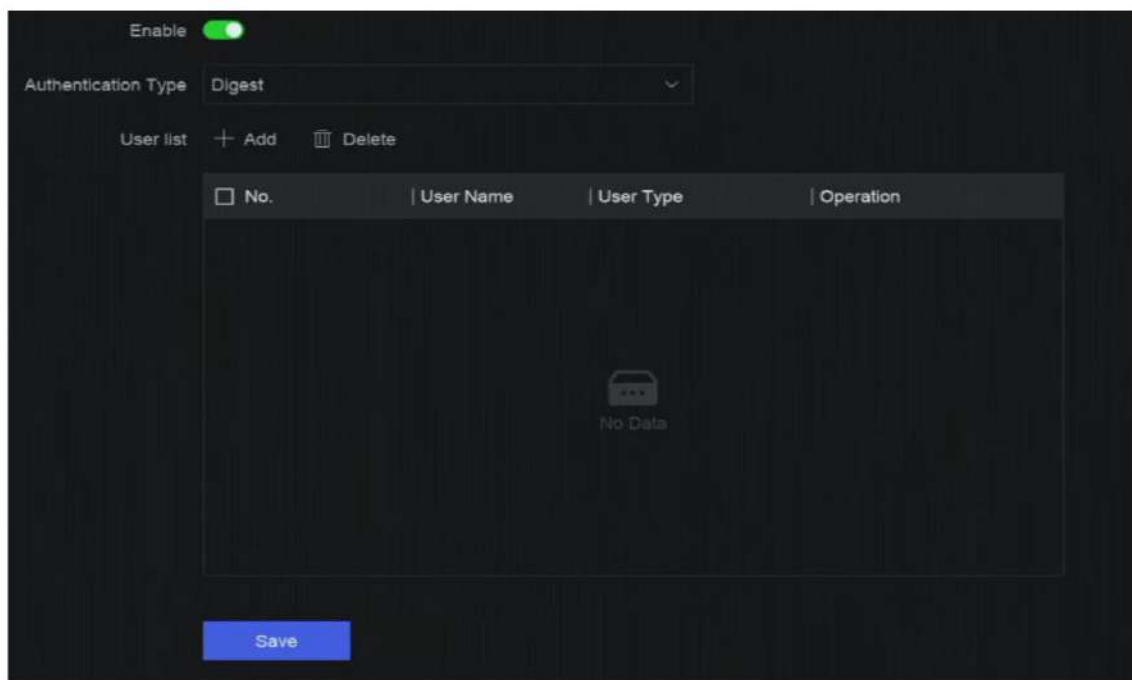 Enable
Authentication Type Digest
User list Add Delete
No. User Name User Type Operation
No Data
Save